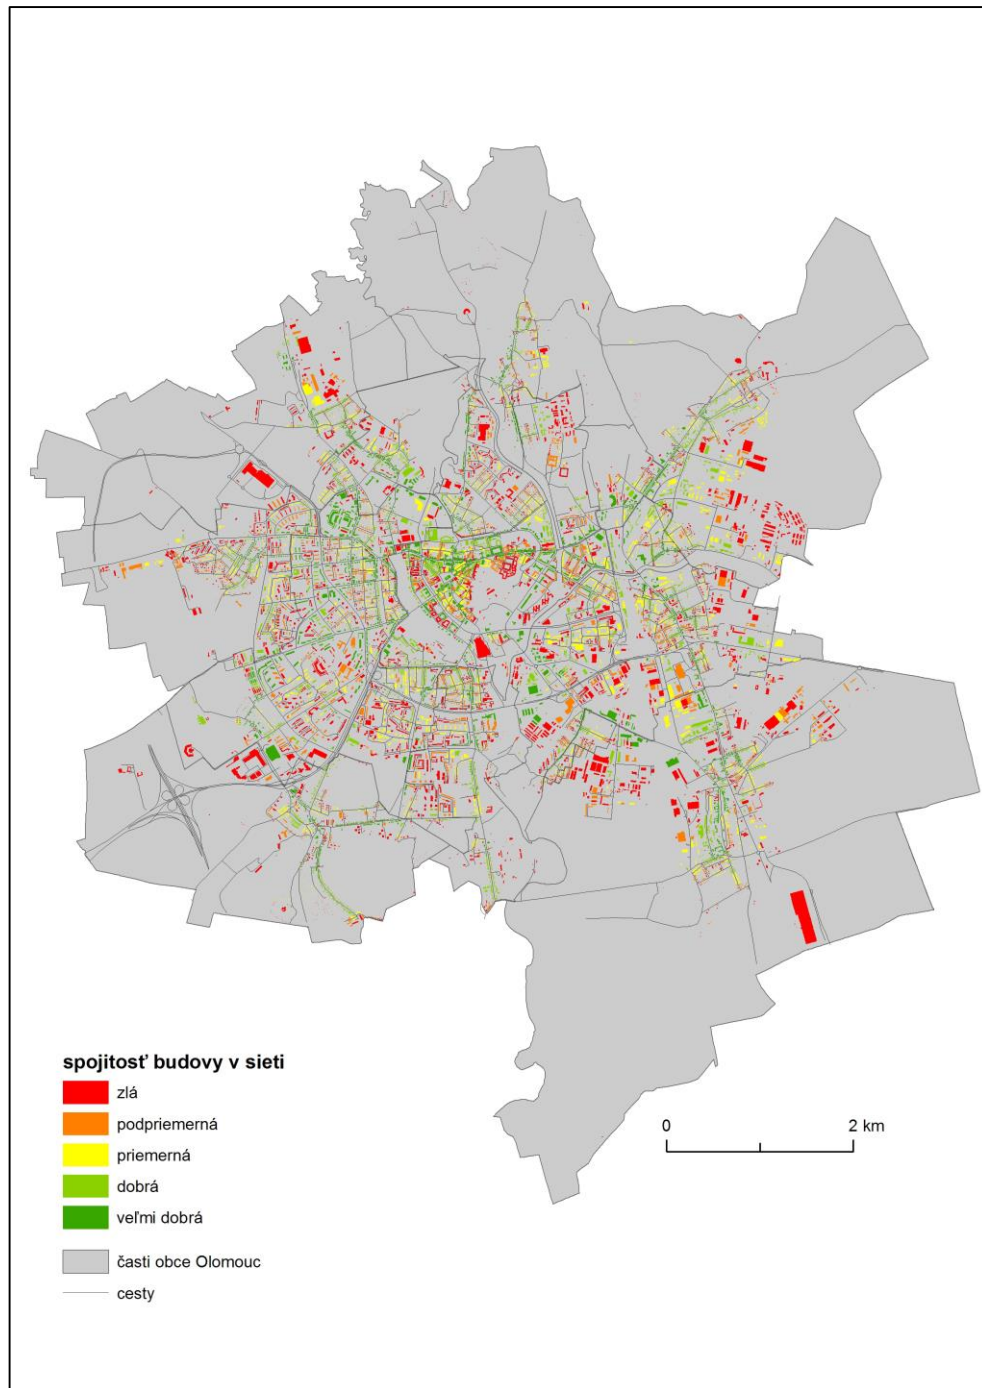 spojitosť budovy v sieti
zlá
podpriemerná
priemerná
dobrá
veľmi dobrá
časti obce Olomouc
cesty
0 2 km